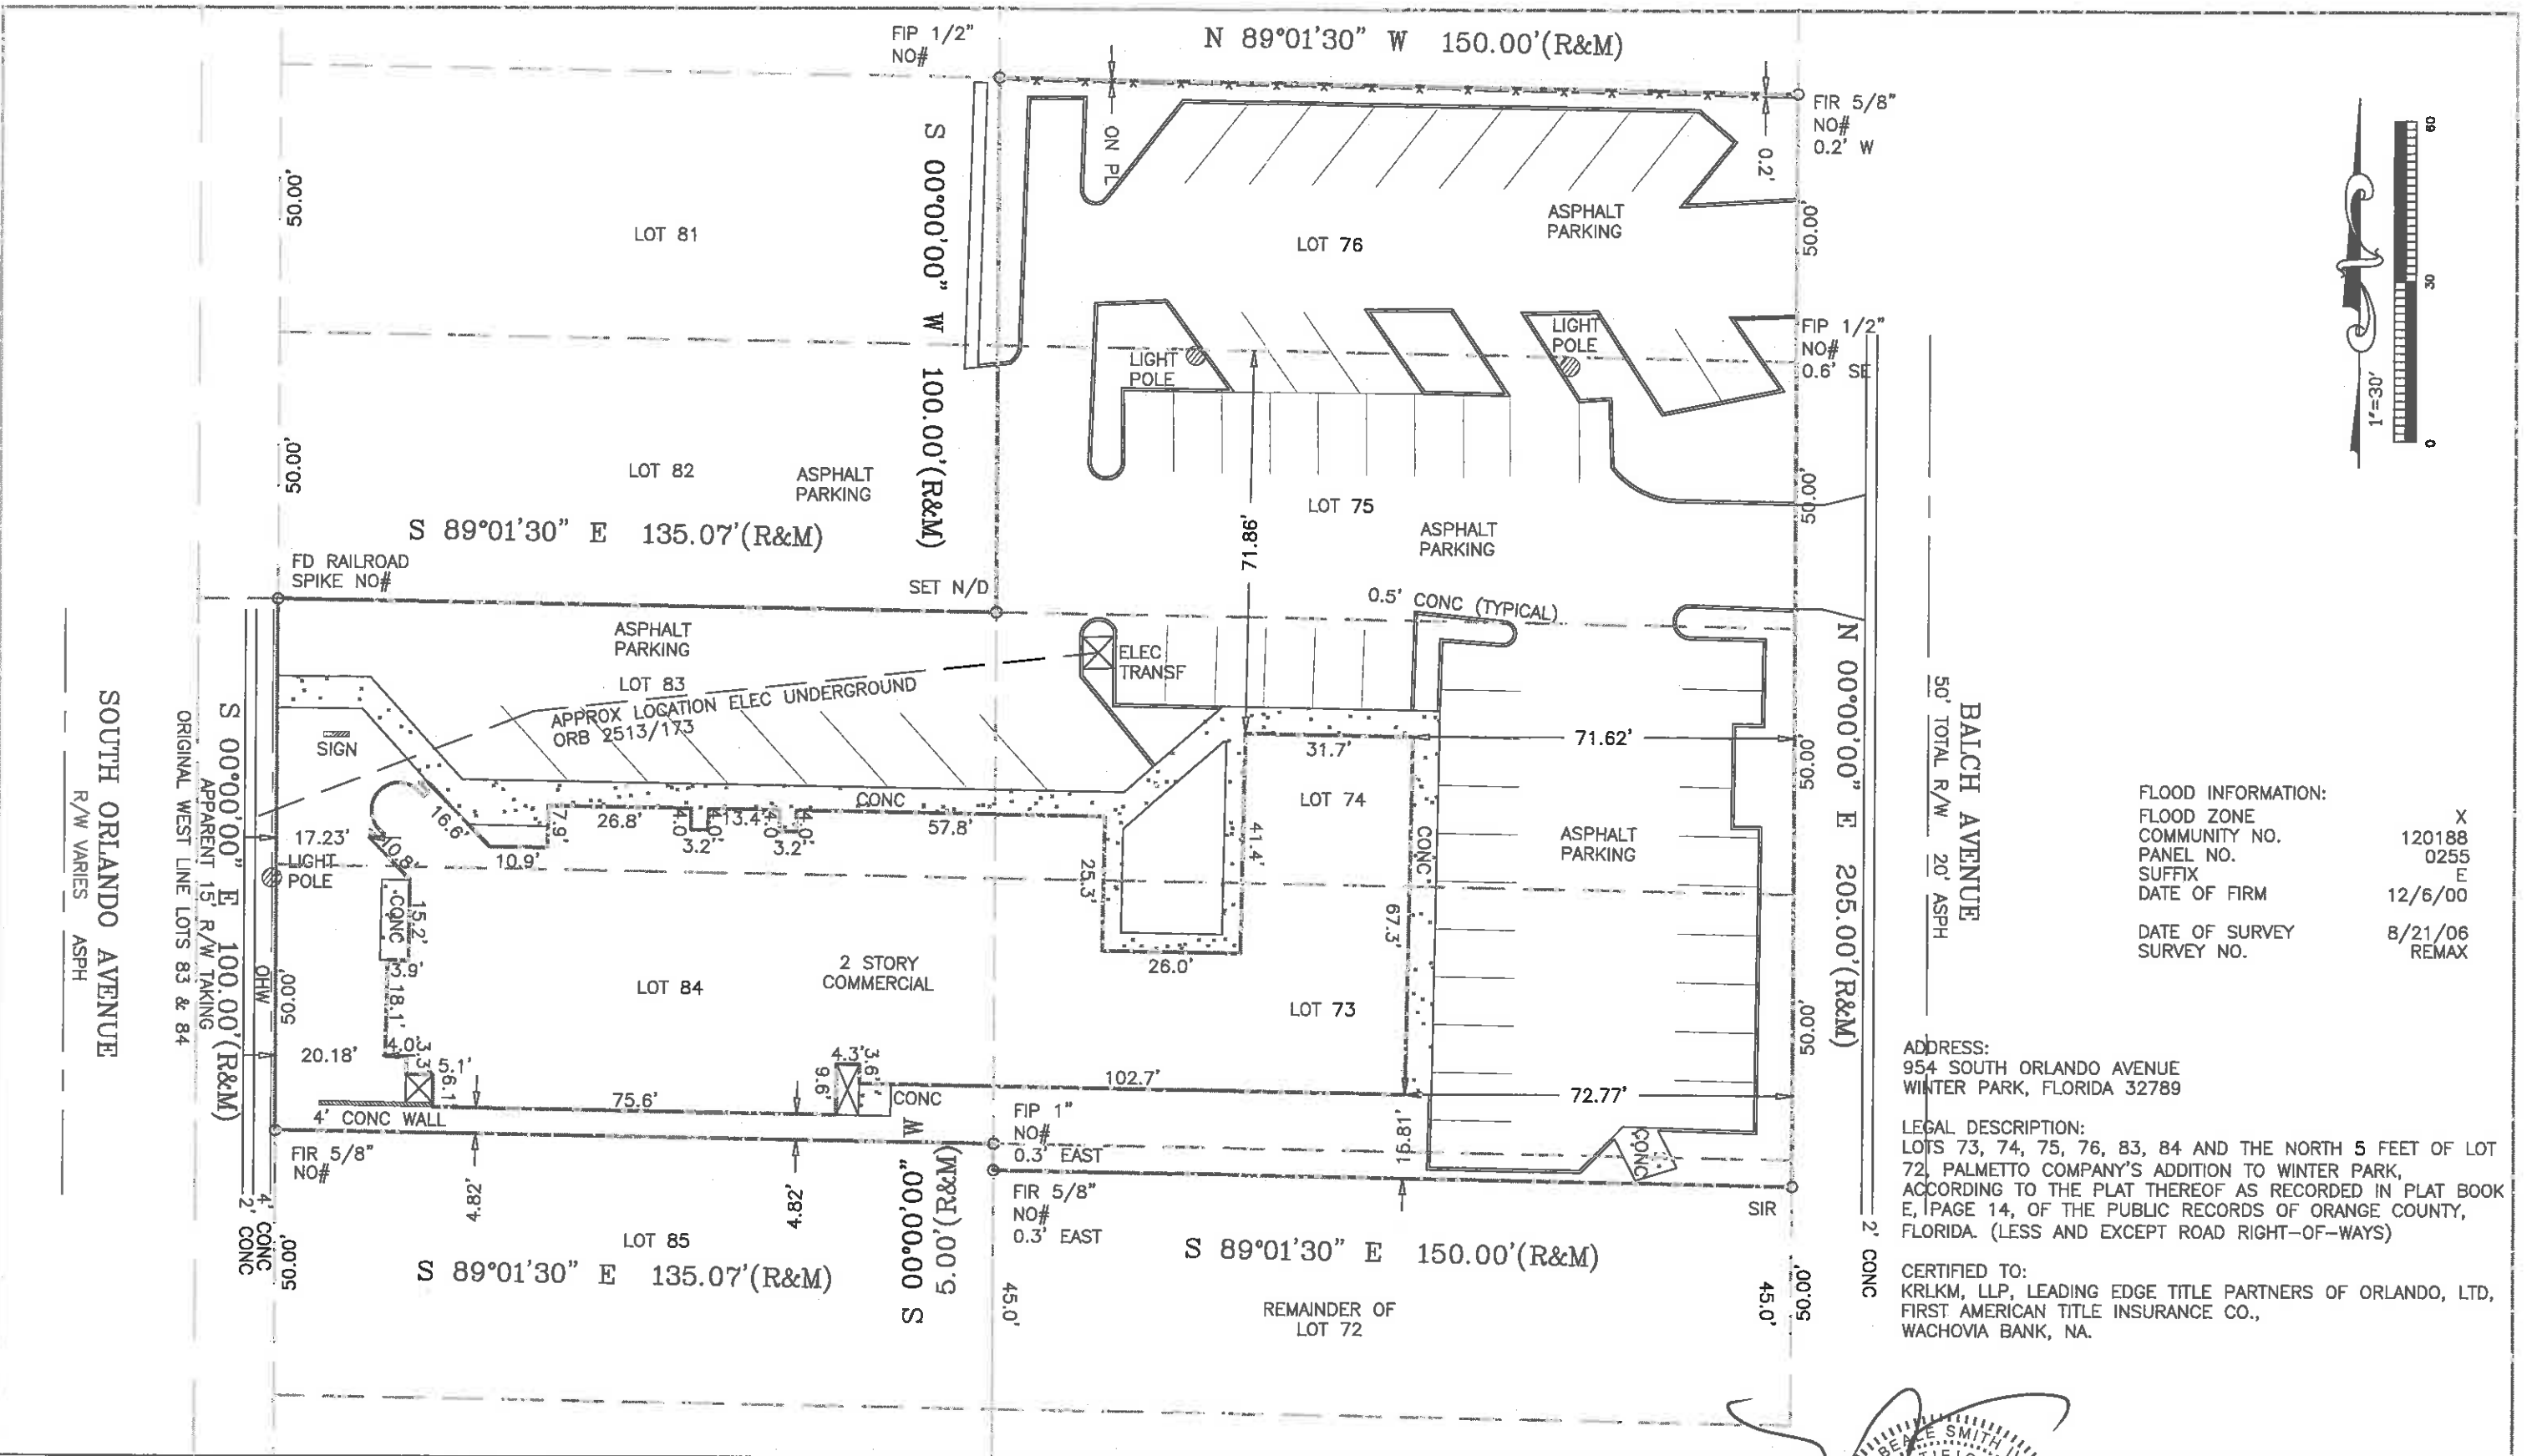 FIP 1/2"
NO#
N 89°01'30" W 150.00'(R&M)
FIR 5/8"
NO#
0.2' W
ON PL
0.2'
60
30
0
1"=30'
50.00'
LOT 81
S 00°00'00" W 100.00'(R&M)
LOT 76
ASPHALT
PARKING
50.00'
LIGHT
POLE
LIGHT
POLE
FIP 1/2"
NO#
0.6' SE
50.00'
LOT 82
ASPHALT
PARKING
S 89°01'30" E 135.07'(R&M)
71.86'
LOT 75
ASPHALT
PARKING
50.00'
FD RAILROAD
SPIKE NO#
SET N/D
0.5' CONC (TYPICAL)
ASPHALT
PARKING
ELEC
TRANSF
LOT 83
APPROX LOCATION ELEC UNDERGROUND
ORB 2513/173
SIGN
31.7'
71.62'
50.00'
N 00°00'00" E 205.00'(R&M)
50' TOTAL R/W 20' ASPH
BALCH AVENUE
SOUTH ORLANDO AVENUE
R/W VARIES ASPH
ORIGINAL WEST LINE LOTS 83 & 84
APPARENT 15' R/W TAKING
S 00°00'00" E 100.00'(R&M)
17.23'
LIGHT
POLE
16.6'
10.8'
10.9'
7.9'
26.8'
4.0'
3.2'
4.0'
13.4'
4.0'
3.2'
4.0'
CONC
57.8'
LOT 74
41.4'
CONC
ASPHALT
PARKING
25.3'
26.0'
67.3'
CONC
15.2'
3.9'
18.1'
4.0'
3.3'
5.1'
6.1'
OHW
50.00'
20.18'
LOT 84
2 STORY
COMMERCIAL
LOT 73
50.00'
4' CONC WALL
75.6'
4.3'
3.6'
9.6'
CONC
102.7'
72.77'
15.81'
CONC
FIR 5/8"
NO#
4.82'
4.82'
FIP 1"
NO#
0.3' EAST
FIR 5/8"
NO#
0.3' EAST
SIR
4' CONC
2' CONC
50.00'
LOT 85
S 89°01'30" E 135.07'(R&M)
S 00°00'00" W
5.00'(R&M)
S 89°01'30" E 150.00'(R&M)
45.0'
REMAINDER OF
LOT 72
45.0'
50.00'
2' CONC
FLOOD INFORMATION:
FLOOD ZONE X
COMMUNITY NO. 120188
PANEL NO. 0255
SUFFIX E
DATE OF FIRM 12/6/00
DATE OF SURVEY 8/21/06
SURVEY NO. REMAX
ADDRESS:
954 SOUTH ORLANDO AVENUE
WINTER PARK, FLORIDA 32789
LEGAL DESCRIPTION:
LOTS 73, 74, 75, 76, 83, 84 AND THE NORTH 5 FEET OF LOT
72, PALMETTO COMPANY'S ADDITION TO WINTER PARK,
ACCORDING TO THE PLAT THEREOF AS RECORDED IN PLAT BOOK
E, PAGE 14, OF THE PUBLIC RECORDS OF ORANGE COUNTY,
FLORIDA. (LESS AND EXCEPT ROAD RIGHT-OF-WAYS)
CERTIFIED TO:
KRLKM, LLP, LEADING EDGE TITLE PARTNERS OF ORLANDO, LTD,
FIRST AMERICAN TITLE INSURANCE CO.,
WACHOVIA BANK, NA.
BEALE SMITH